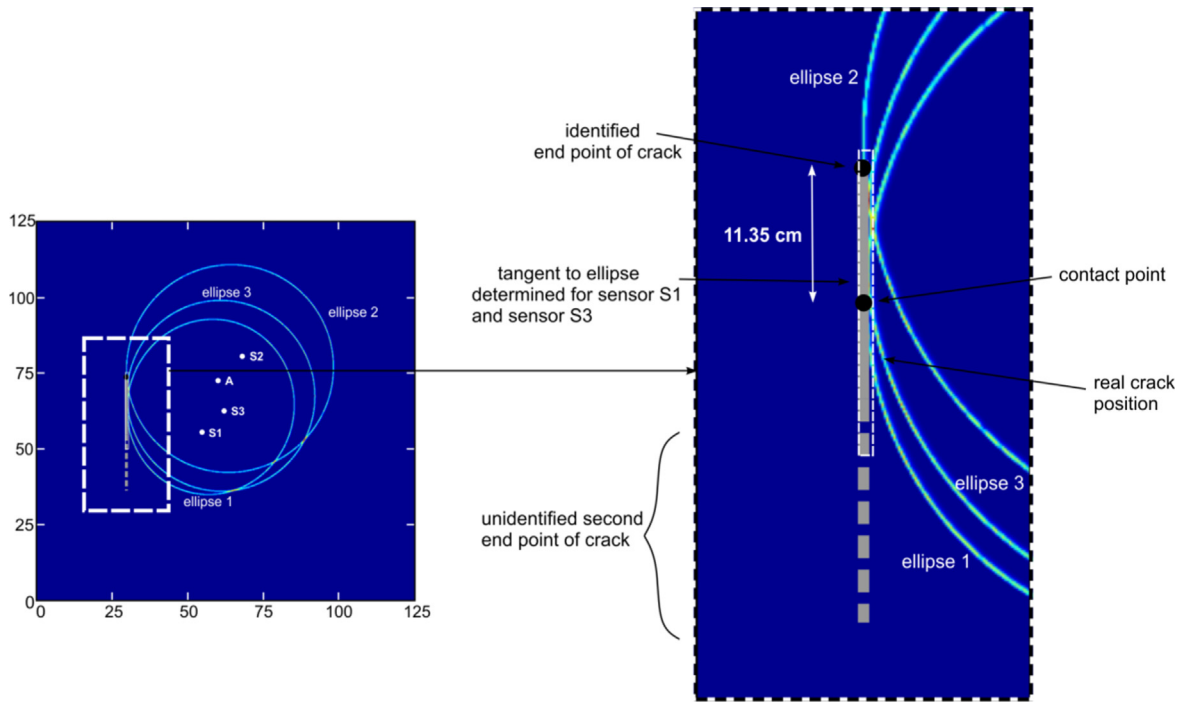 125
100
75
50
25
0
0
25
50
75
100
125
ellipse 3
ellipse 2
S2
A
S3
S1
ellipse 1
ellipse 2
identified
end point of crack
11.35 cm
tangent to ellipse
determined for sensor S1
and sensor S3
contact point
real crack
position
ellipse 3
unidentified second
end point of crack
ellipse 1